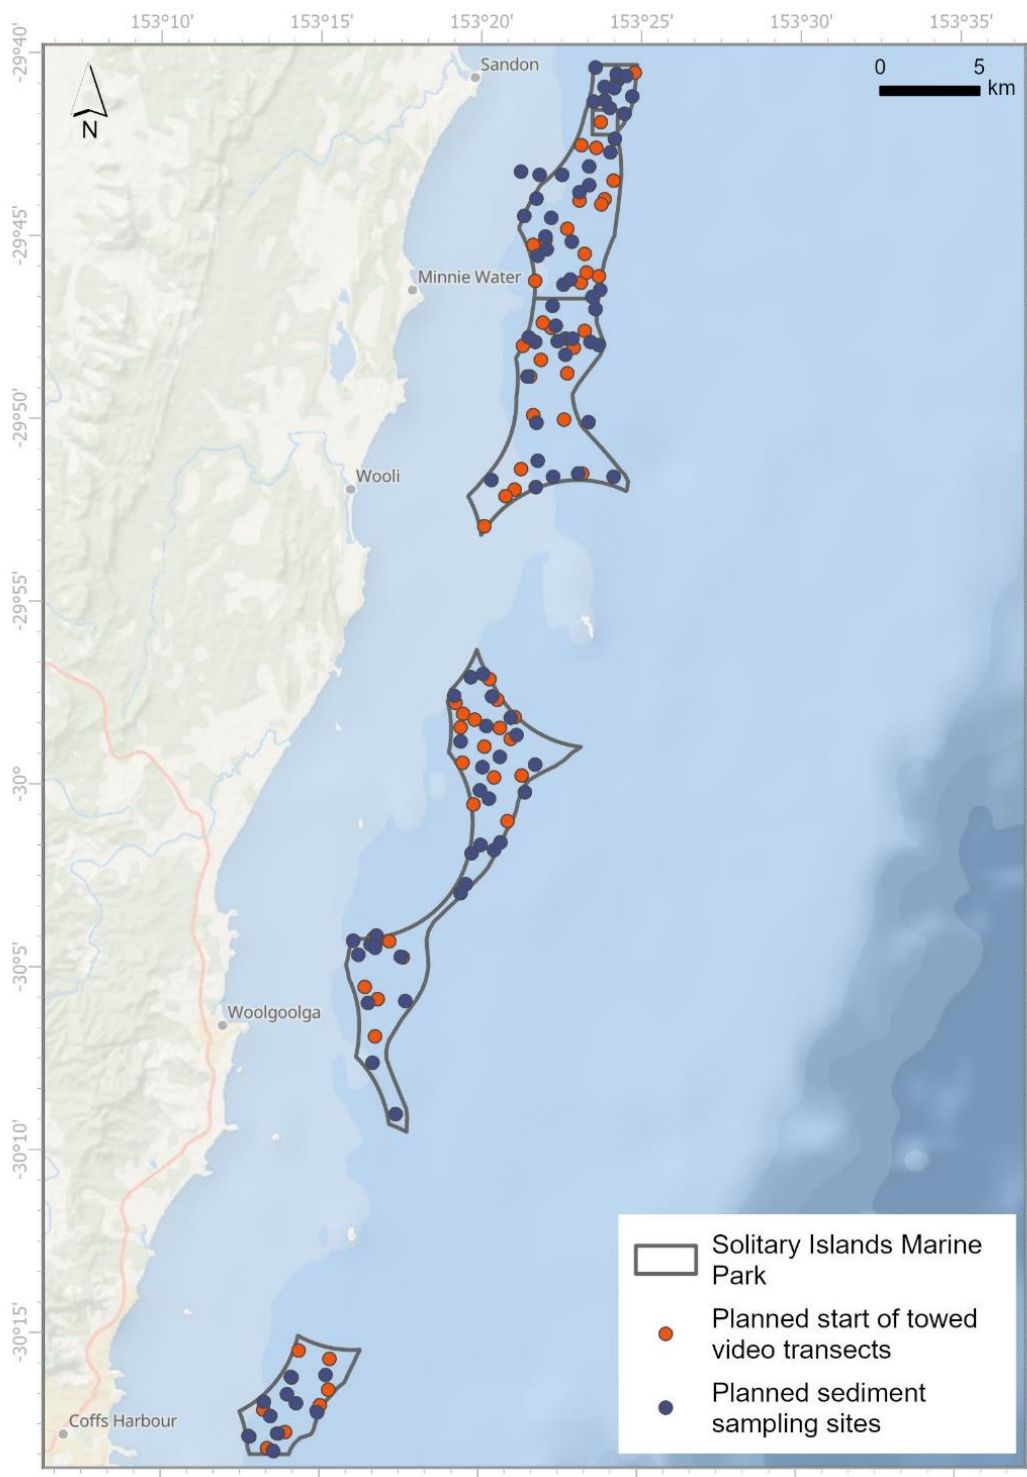 153°10' 153°15' 153°20' 153°25' 153°30' 153°35'
-29°40'
Sandon
0 5
km
N
-29°45'
Minnie Water
-29°50'
Wooli
-29°55'
-30°
-30°5'
Woolgoolga
-30°10'
-30°15'
Coffs Harbour
Solitary Islands Marine
Park
Planned start of towed
video transects
Planned sediment
sampling sites